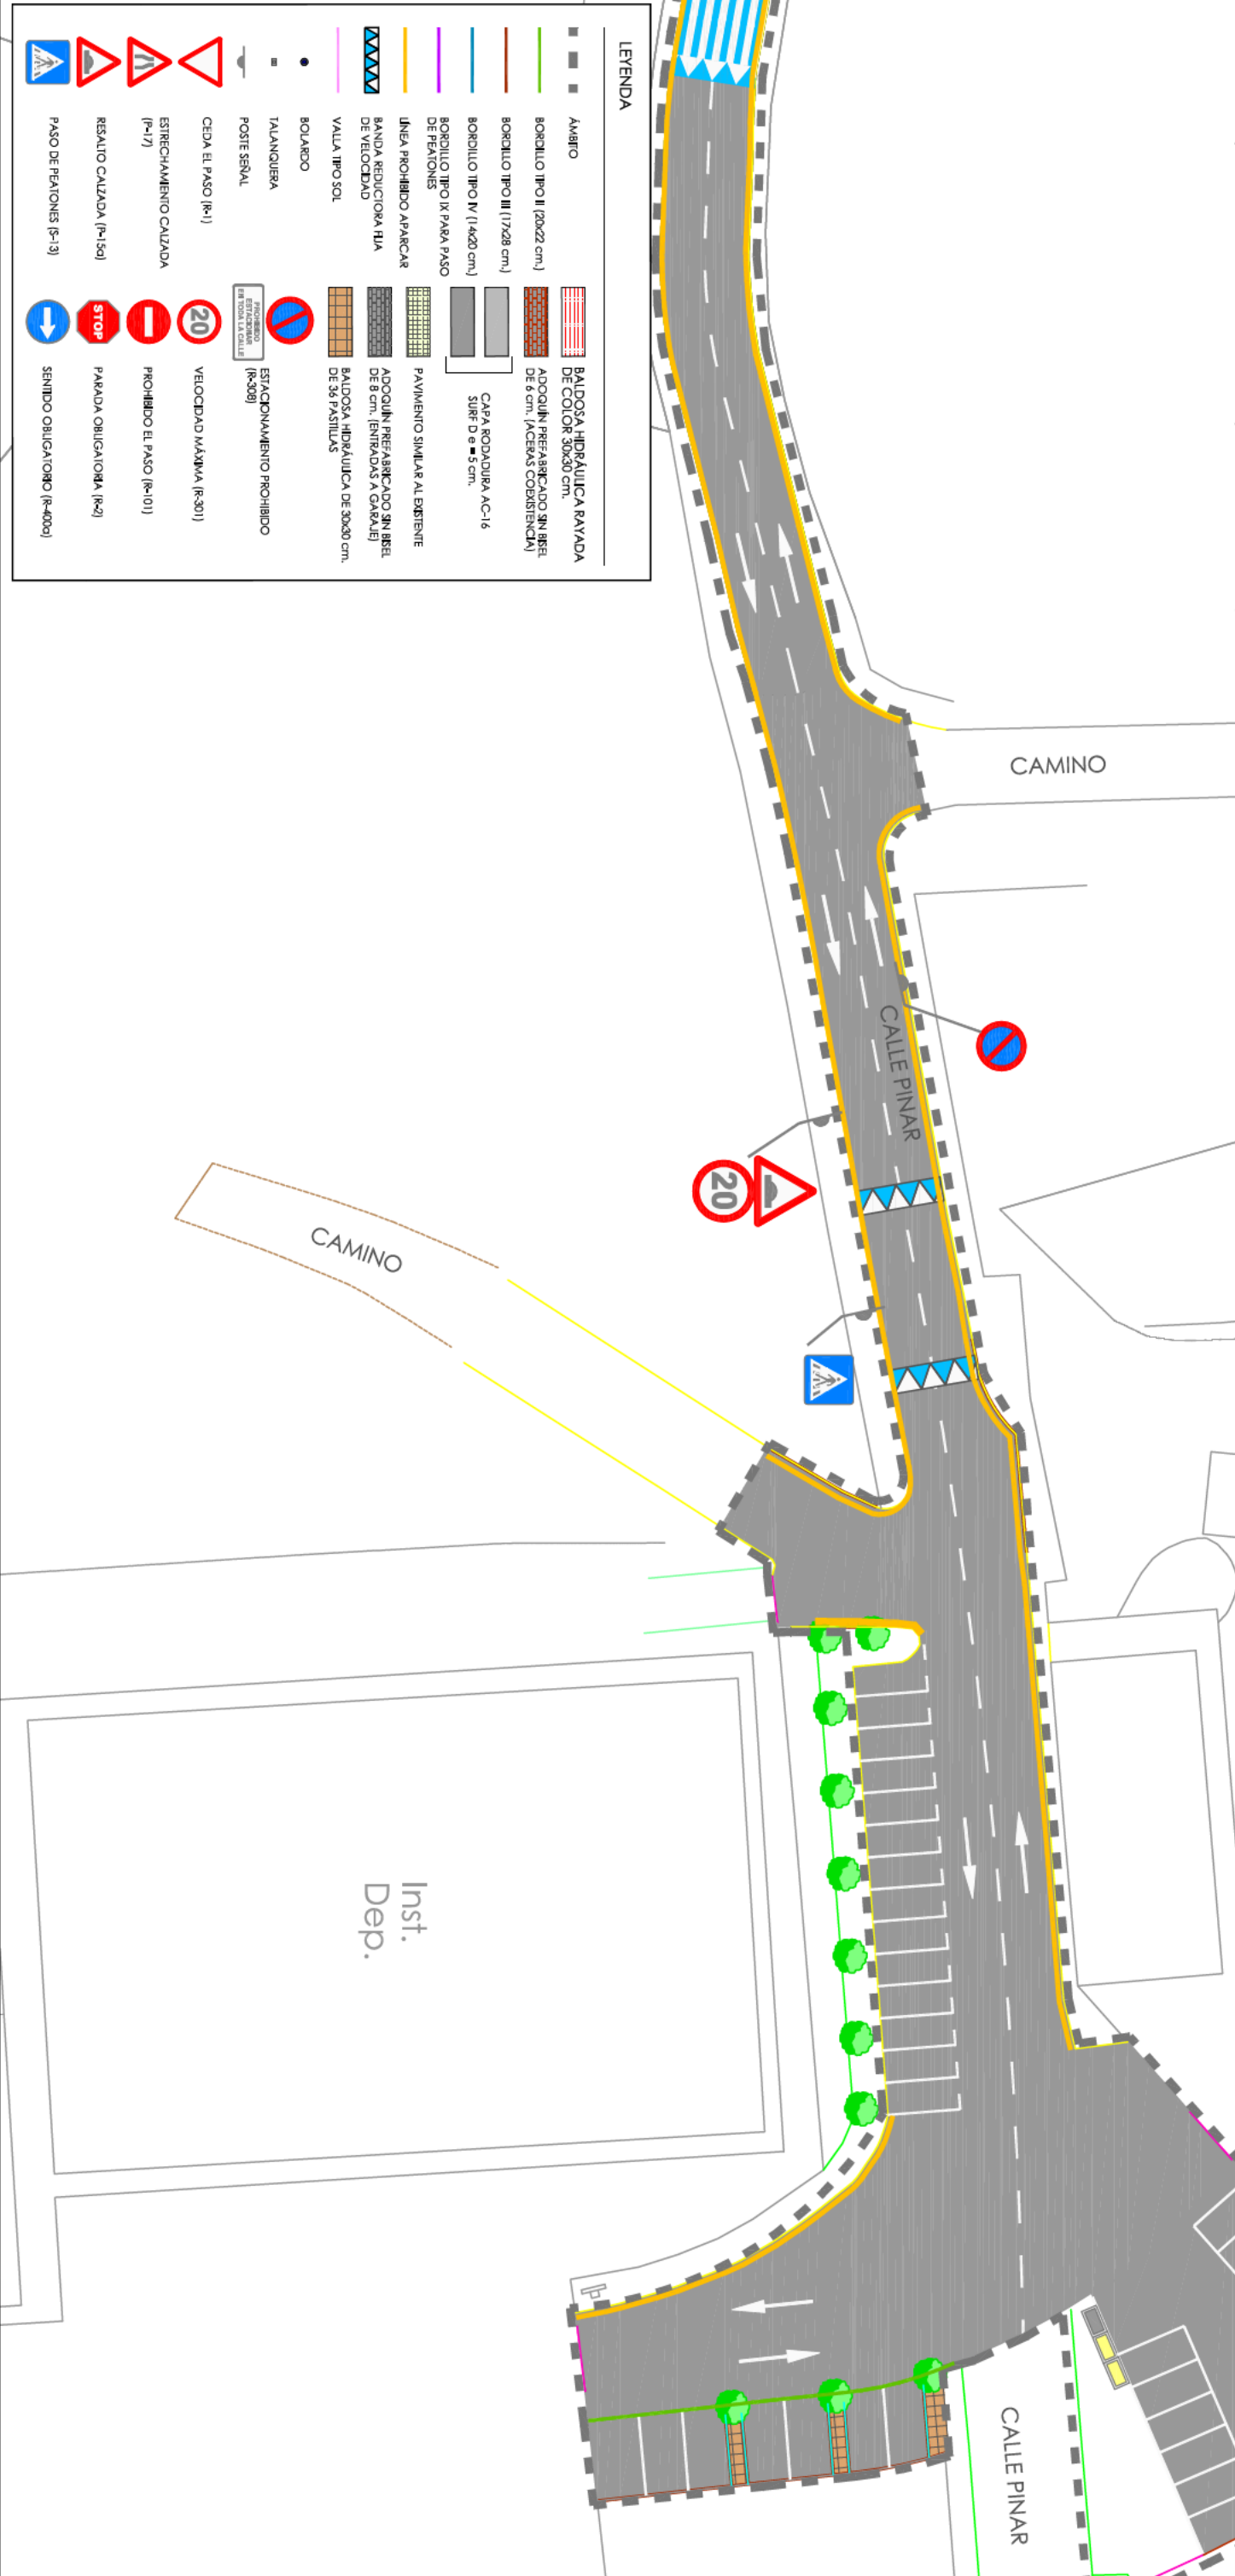 LEYENDA
ÁMBITO
BORDILLO TIPO II (20x22 cm.)
BORDILLO TIPO III (17x28 cm.)
BORDILLO TIPO IV (14x20 cm.)
BORDILLO TIPO IX PARA PASO
DE PEATONES
LÍNEA PROHIBIDO APARCAR
BANDA REDUCTORA FIJA
DE VELOCIDAD
VALLA TIPO SOL
BOLARDO
TALANQUERA
POSTE SEÑAL
CEDA EL PASO (R-1)
ESTRECHAMIENTO CALZADA
(P-17)
RESALTO CALZADA (P-15a)
PASO DE PEATONES (S-13)
BALDOSA HIDRÁULICA RAYADA
DE COLOR 30x30 cm.
ADOQUÍN PREFABRICADO SIN BISEL
DE 6 cm. (ACERAS COEXISTENCIA)
CAPA RODADURA AC-16
SURF D e = 5 cm.
PAVIMENTO SIMILAR AL EXISTENTE
ADOQUÍN PREFABRICADO SIN BISEL
DE 8 cm. (ENTRADAS A GARAJE)
BALDOSA HIDRÁULICA DE 30x30 cm.
DE 36 PASTILLAS
PROHIBIDO
ESTACIONAR
EN TODA LA CALLE
ESTACIONAMIENTO PROHIBIDO
(R-308)
20
VELOCIDAD MÁXIMA (R-301)
PROHIBIDO EL PASO (R-101)
STOP
PARADA OBLIGATORIA (R-2)
SENTIDO OBLIGATORIO (R-400a)
CAMINO
CALLE PINAR
20
CAMINO
Inst.
Dep.
CALLE PINAR